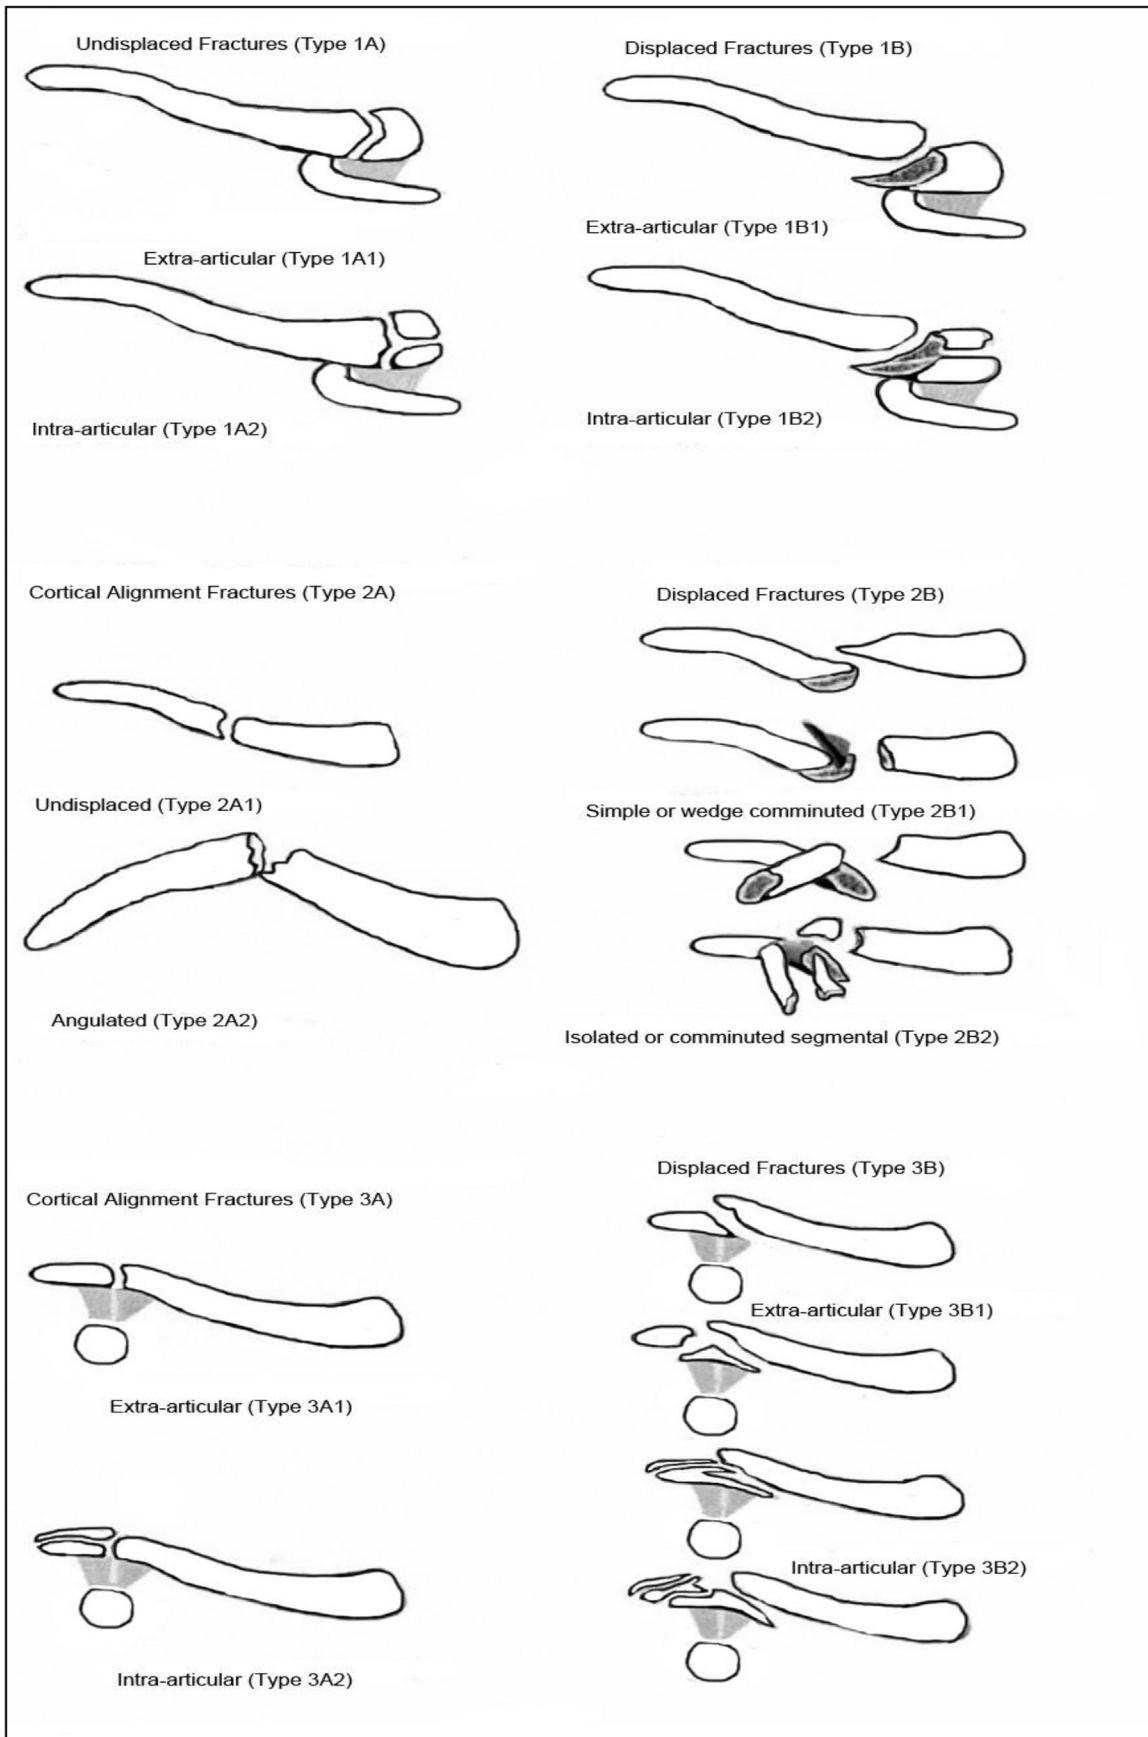 Undisplaced Fractures (Type 1A)
Displaced Fractures (Type 1B)
Extra-articular (Type 1B1)
Extra-articular (Type 1A1)
Intra-articular (Type 1B2)
Intra-articular (Type 1A2)
Cortical Alignment Fractures (Type 2A)
Displaced Fractures (Type 2B)
Undisplaced (Type 2A1)
Simple or wedge comminuted (Type 2B1)
Angulated (Type 2A2)
Isolated or comminuted segmental (Type 2B2)
Displaced Fractures (Type 3B)
Cortical Alignment Fractures (Type 3A)
Extra-articular (Type 3B1)
Extra-articular (Type 3A1)
Intra-articular (Type 3B2)
Intra-articular (Type 3A2)